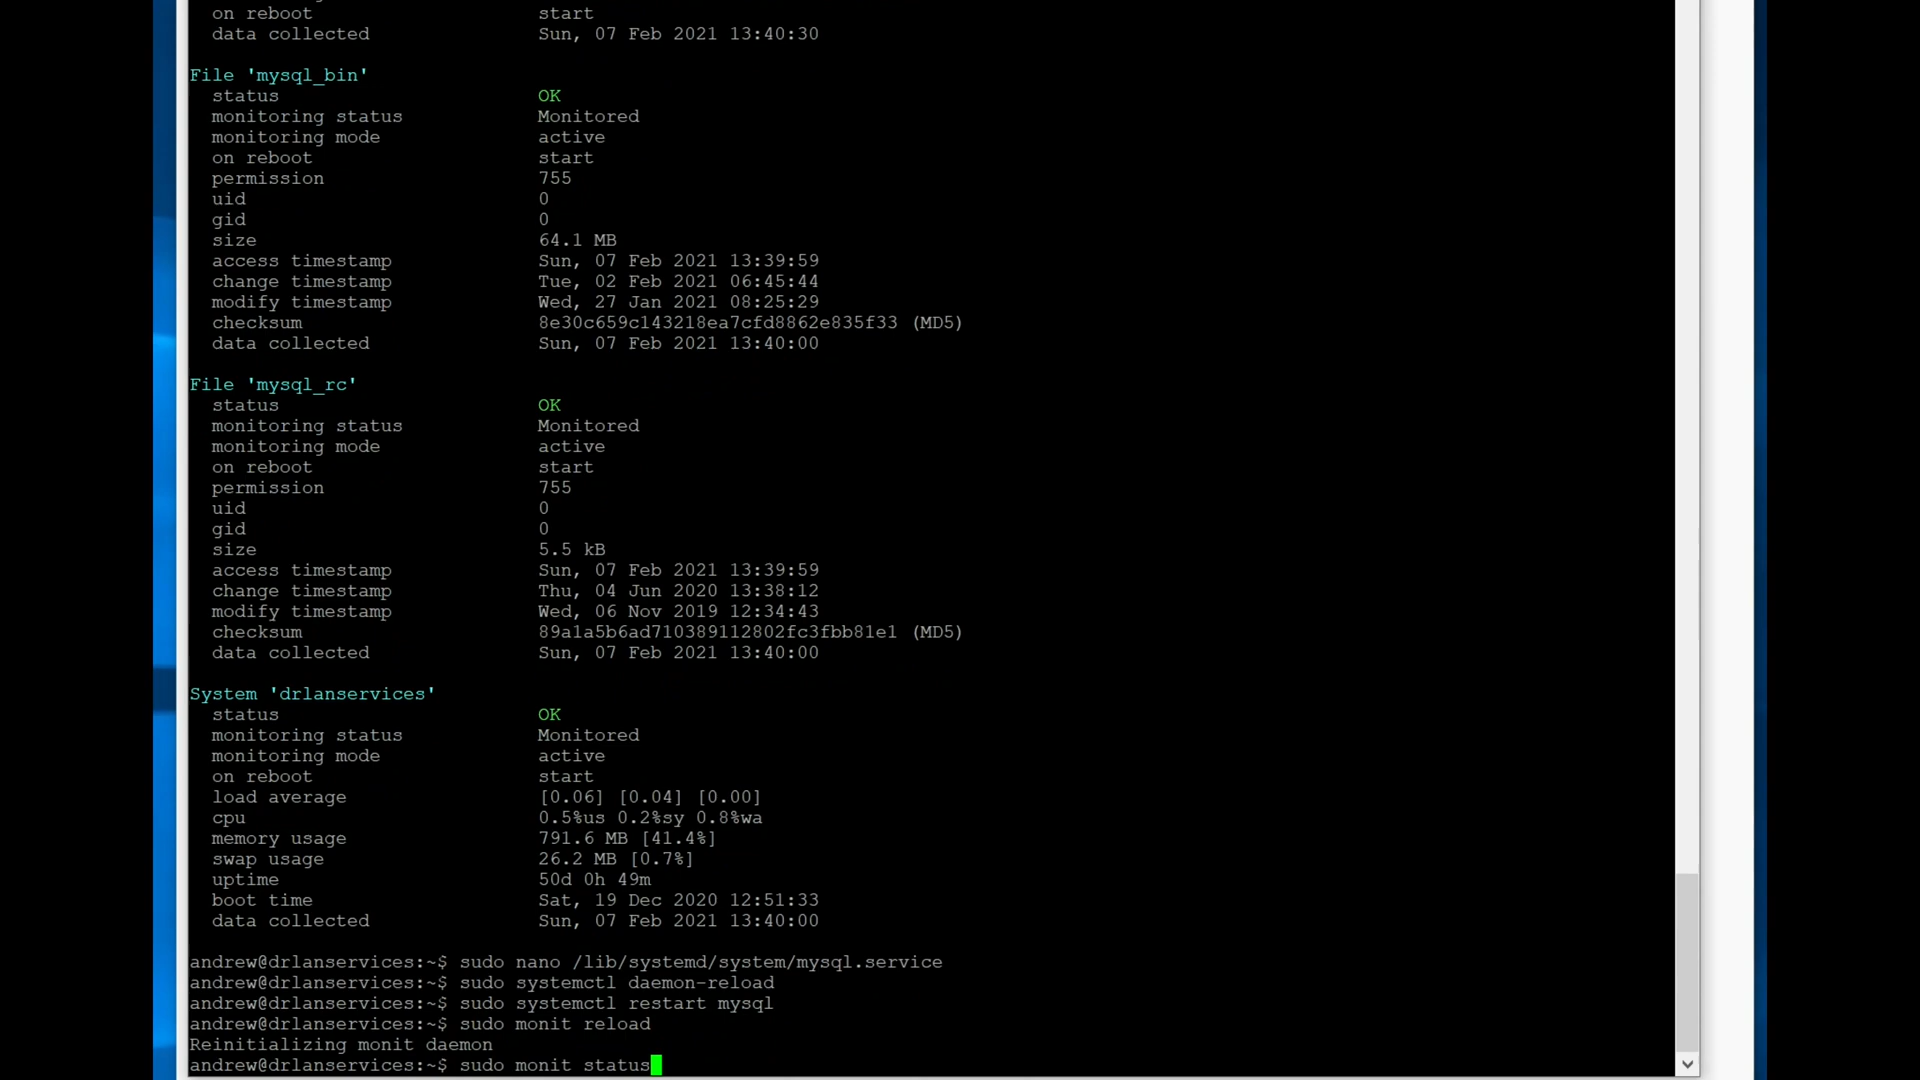 on reboot start
data collected Sun, 07 Feb 2021 13:40:30
File 'mysql_bin'
status OK
monitoring status Monitored
monitoring mode active
on reboot start
permission 755
uid 0
gid 0
size 64.1 MB
access timestamp Sun, 07 Feb 2021 13:39:59
change timestamp Tue, 02 Feb 2021 06:45:44
modify timestamp Wed, 27 Jan 2021 08:25:29
checksum 8e30c659c143218ea7cfd8862e835f33 (MD5)
data collected Sun, 07 Feb 2021 13:40:00
File 'mysql_rc'
status OK
monitoring status Monitored
monitoring mode active
on reboot start
permission 755
uid 0
gid 0
size 5.5 kB
access timestamp Sun, 07 Feb 2021 13:39:59
change timestamp Thu, 04 Jun 2020 13:38:12
modify timestamp Wed, 06 Nov 2019 12:34:43
checksum 89a1a5b6ad710389112802fc3fbb81e1 (MD5)
data collected Sun, 07 Feb 2021 13:40:00
System 'drlanservices'
status OK
monitoring status Monitored
monitoring mode active
on reboot start
load average [0.06] [0.04] [0.00]
cpu 0.5%us 0.2%sy 0.8%wa
memory usage 791.6 MB [41.4%]
swap usage 26.2 MB [0.7%]
uptime 50d 0h 49m
boot time Sat, 19 Dec 2020 12:51:33
data collected Sun, 07 Feb 2021 13:40:00
andrew@drlanservices:~$ sudo nano /lib/systemd/system/mysql.service
andrew@drlanservices:~$ sudo systemctl daemon-reload
andrew@drlanservices:~$ sudo systemctl restart mysql
andrew@drlanservices:~$ sudo monit reload
Reinitializing monit daemon
andrew@drlanservices:~$ sudo monit status